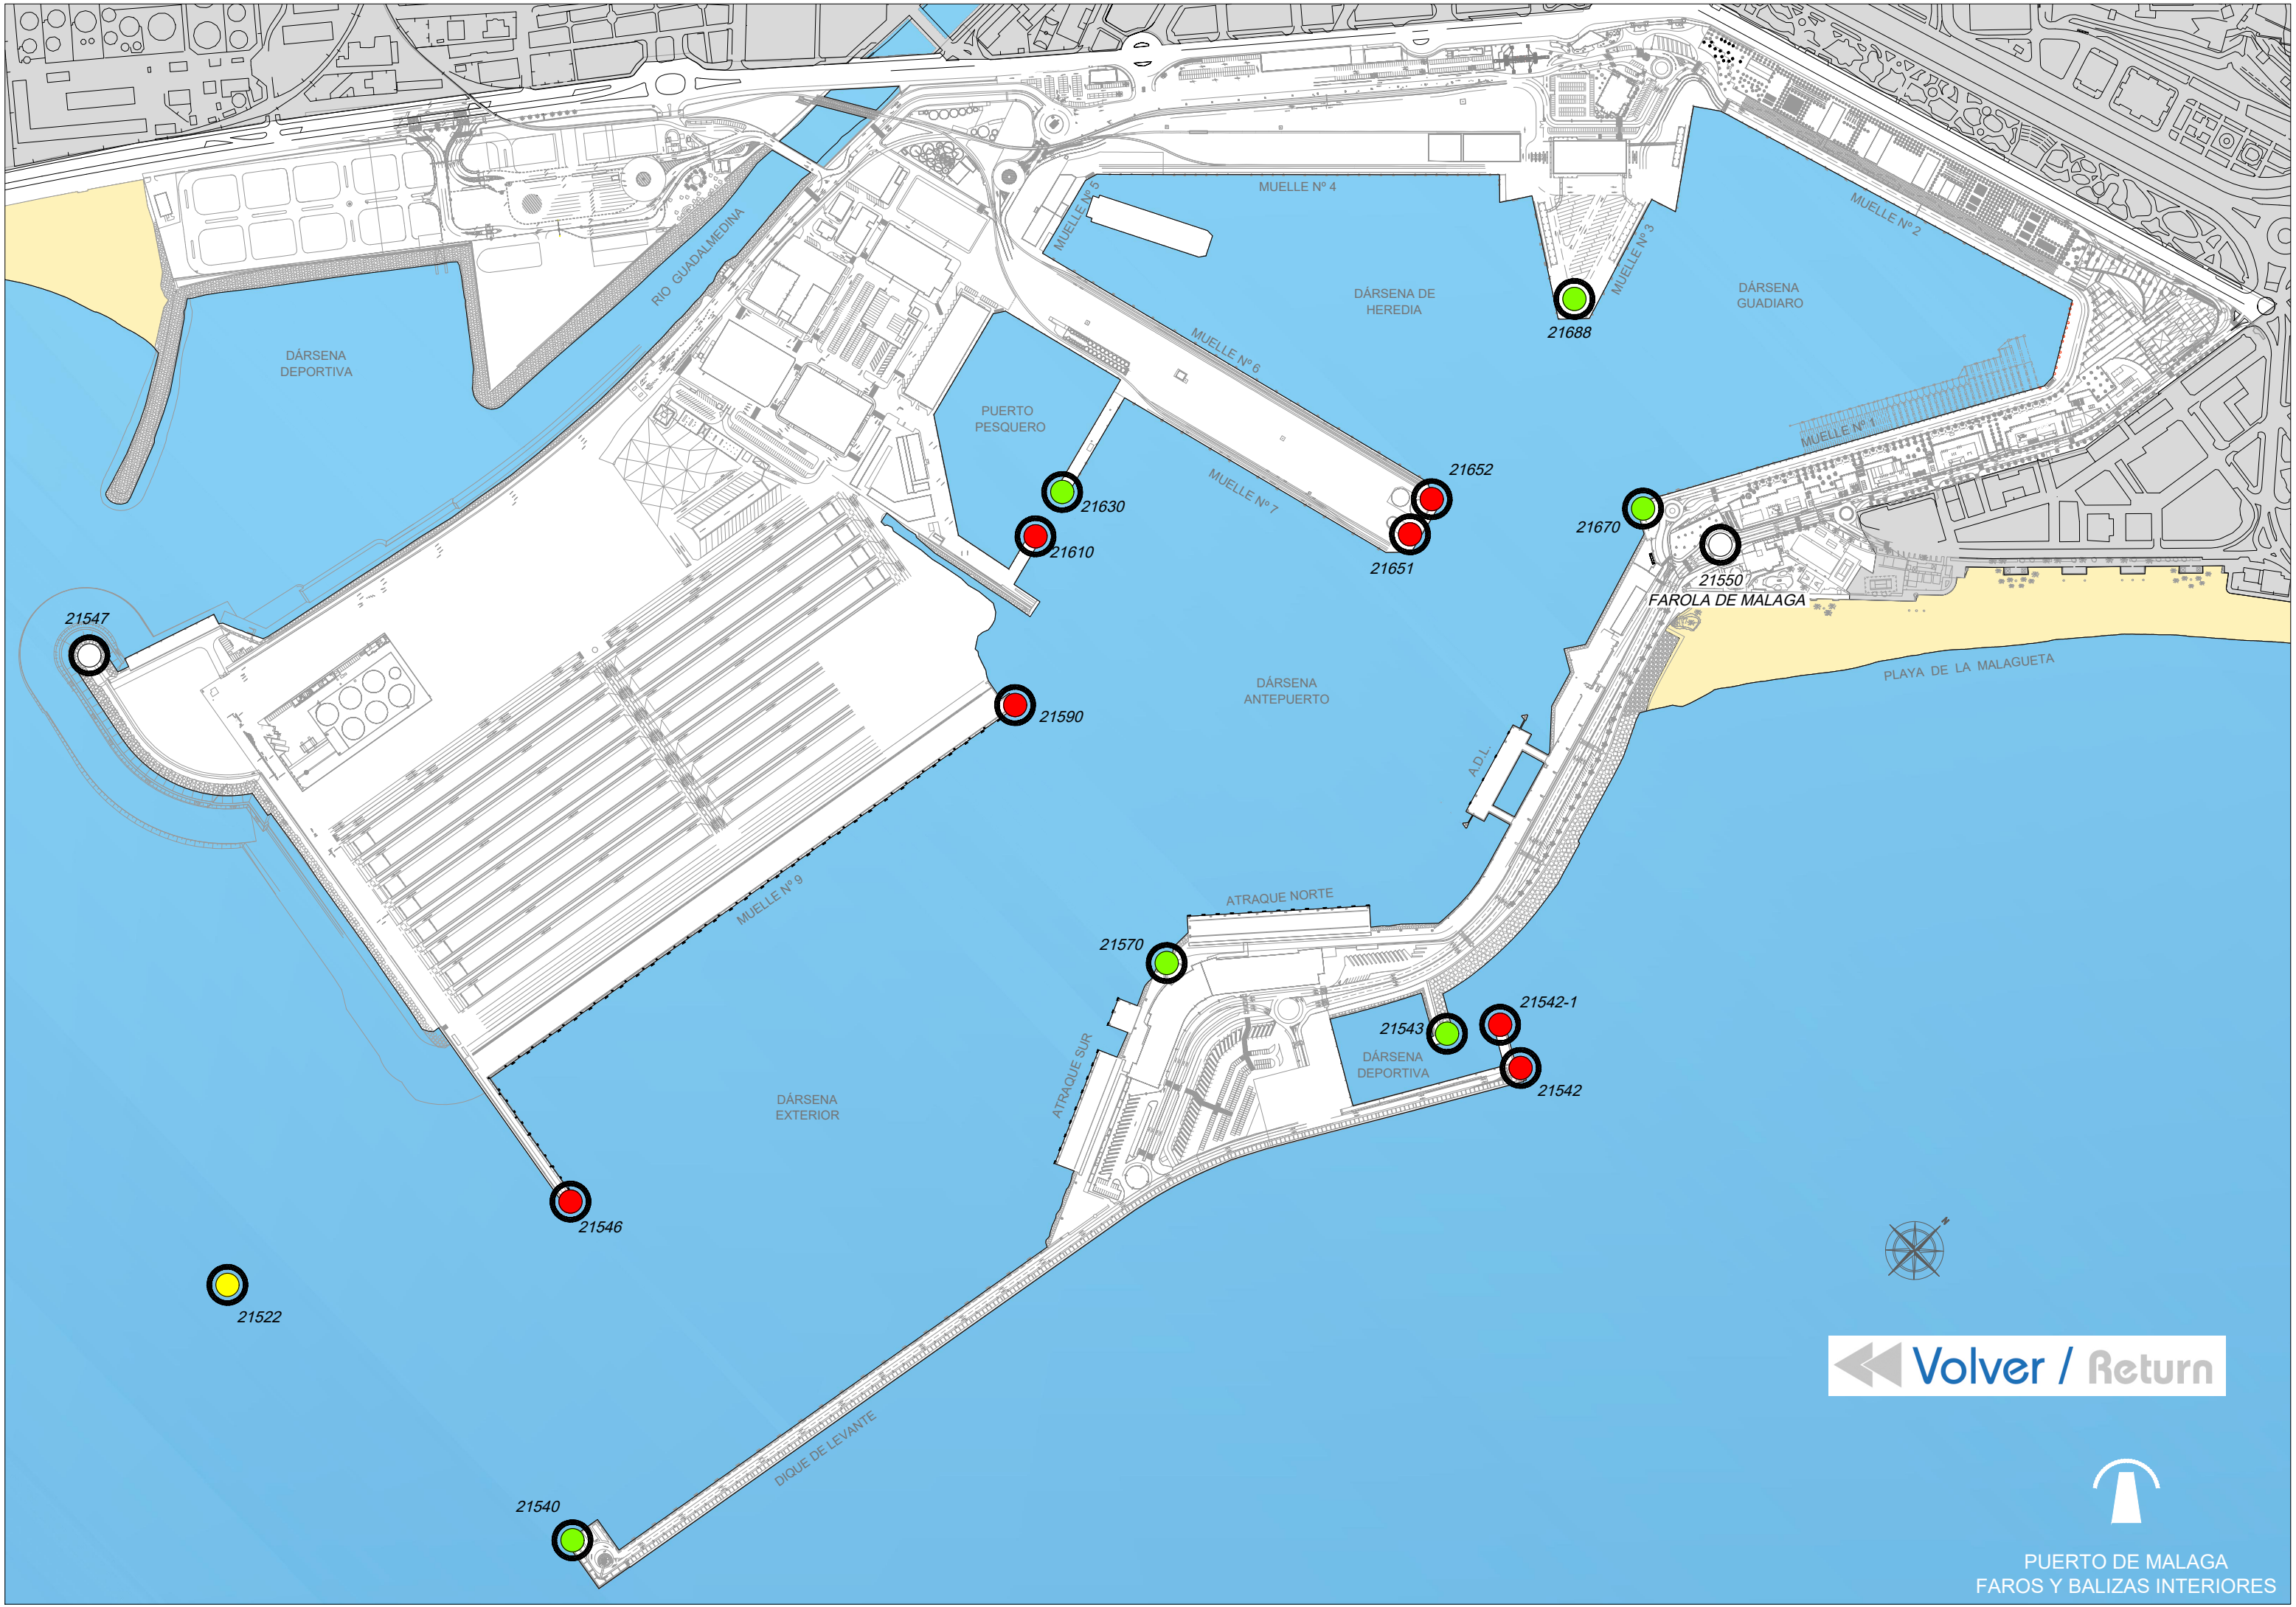 MUELLE Nº 5
MUELLE Nº 4
MUELLE Nº 3
MUELLE Nº 2
RIO GUADALMEDINA
DÁRSENA
GUADIARO
DÁRSENA DE
HEREDIA
21688
DÁRSENA
DEPORTIVA
MUELLE Nº 6
PUERTO
PESQUERO
MUELLE Nº 1
21652
MUELLE Nº 7
21630
21670
21610
21651
21550
FAROLA DE MALAGA
21547
PLAYA DE LA MALAGUETA
DÁRSENA
ANTEPUERTO
21590
A.D.L.
MUELLE Nº 9
ATRAQUE NORTE
21570
21542-1
21543
DÁRSENA
DEPORTIVA
ATRAQUE SUR
21542
DÁRSENA
EXTERIOR
21546
N
21522
Volver / Return
DIQUE DE LEVANTE
21540
PUERTO DE MALAGA
FAROS Y BALIZAS INTERIORES